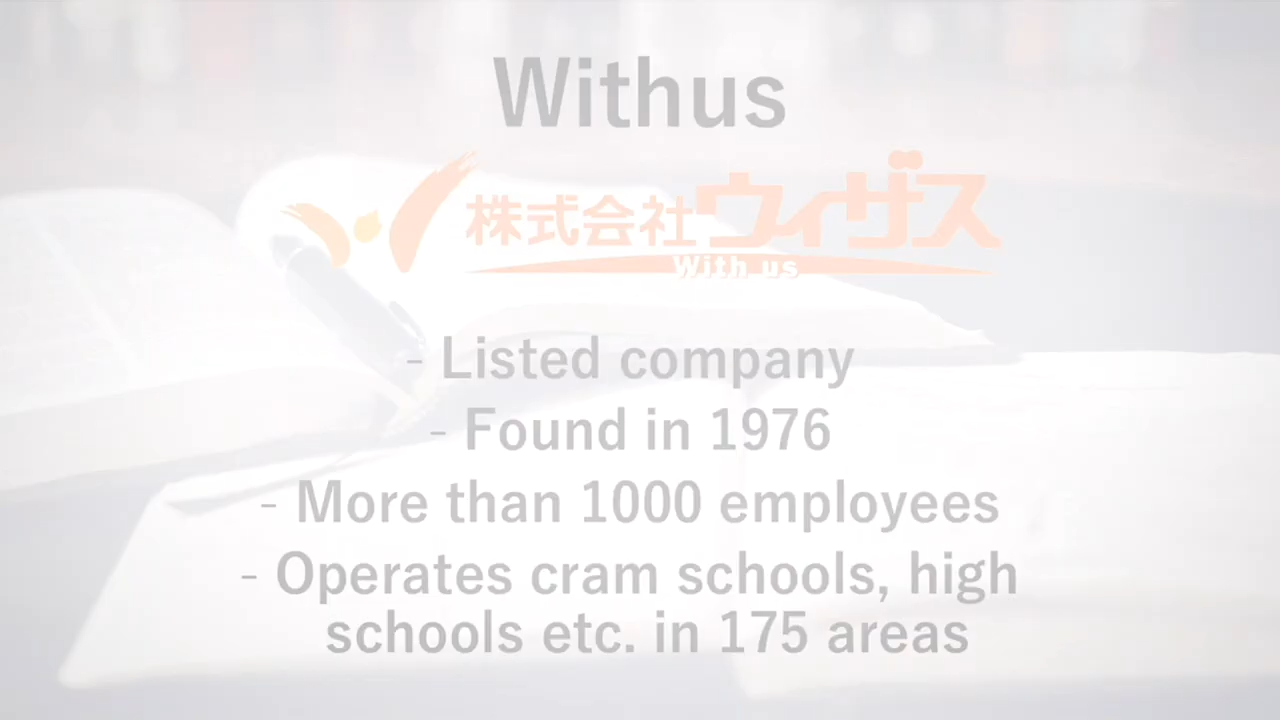 Withus
株式会社ウィザス
With us
- Listed company
- Found in 1976
- More than 1000 employees
- Operates cram schools, high
schools etc. in 175 areas